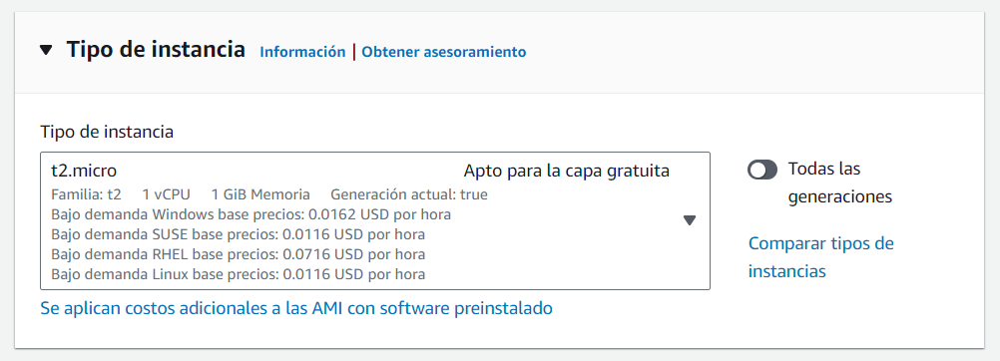 Tipo de instancia Información | Obtener asesoramiento
Tipo de instancia
t2.micro Apto para la capa gratuita
Familia: t2 1 vCPU 1 GiB Memoria Generación actual: true
Bajo demanda Windows base precios: 0.0162 USD por hora
Bajo demanda SUSE base precios: 0.0116 USD por hora
Bajo demanda RHEL base precios: 0.0716 USD por hora
Bajo demanda Linux base precios: 0.0116 USD por hora
Todas las
generaciones
Comparar tipos de
instancias
Se aplican costos adicionales a las AMI con software preinstalado